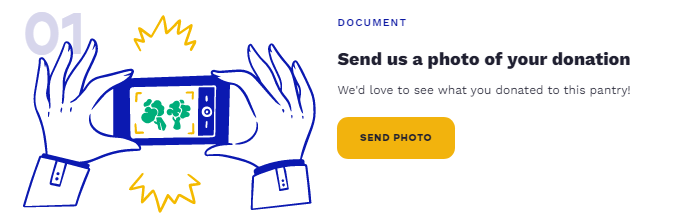 01
DOCUMENT
Send us a photo of your donation
We'd love to see what you donated to this pantry!
SEND PHOTO